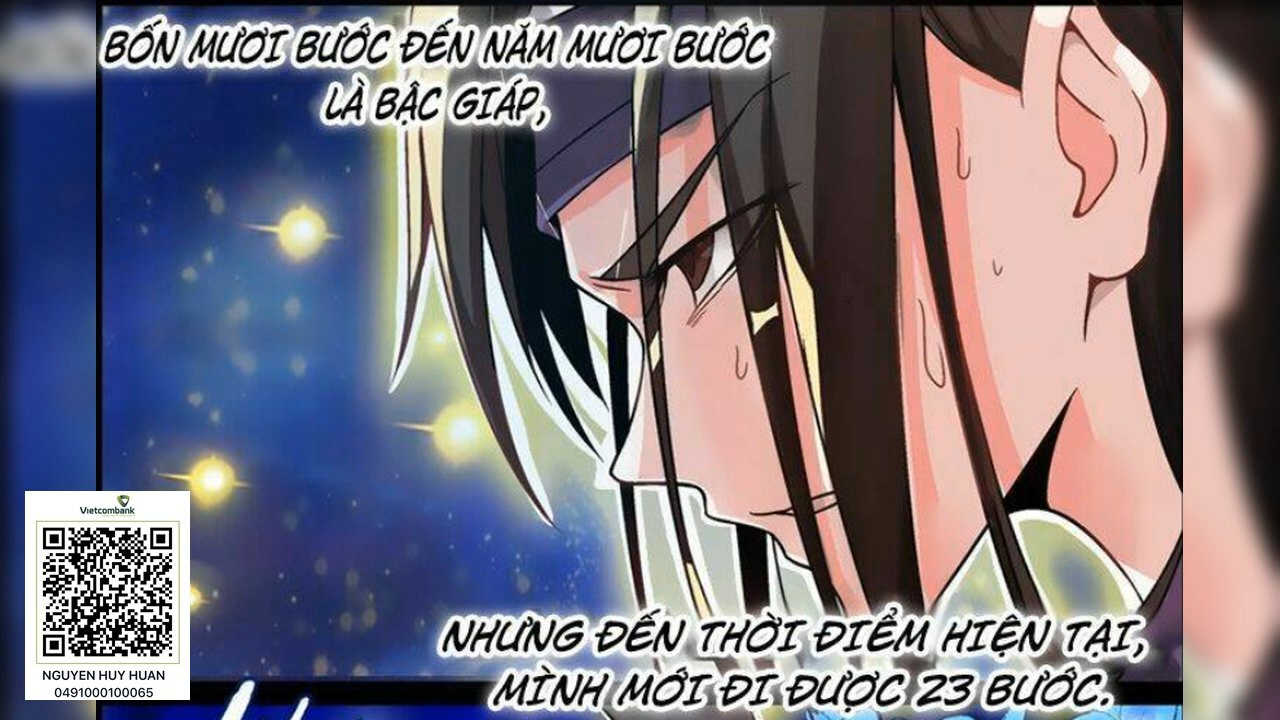 BỐN MƯƠI BƯỚC ĐẾN NĂM MƯƠI BƯỚC
LÀ BẬC GIÁP,
Vietcombank
NGUYEN HUY HUAN
0491000100065
NHƯNG ĐẾN THỜI ĐIỂM HIỆN TẠI,
MÌNH MỚI ĐI ĐƯỢC 23 BƯỚC.